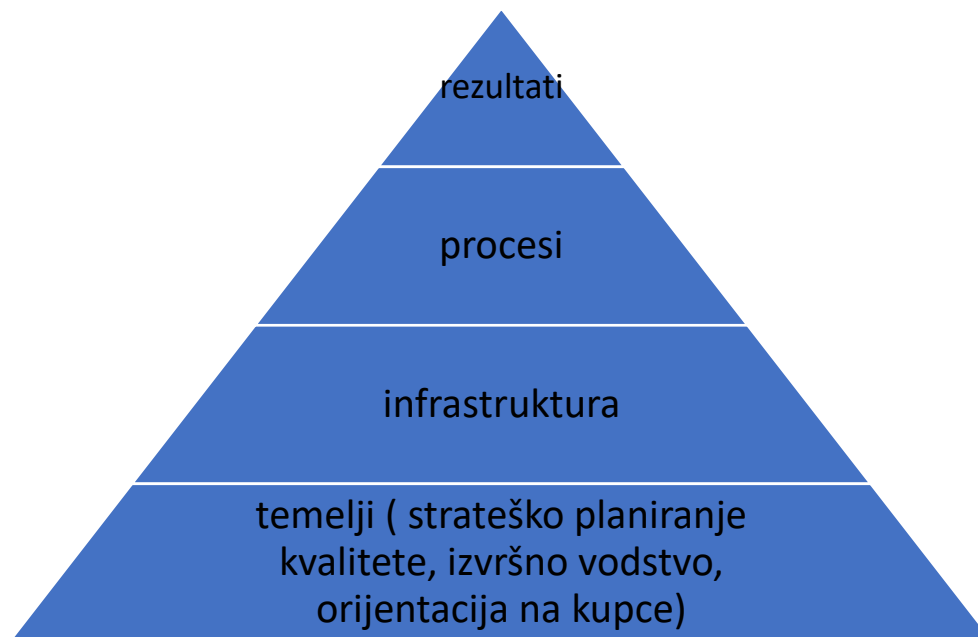 rezultati
procesi
infrastruktura
temelji ( strateško planiranje
kvalitete, izvršno vodstvo,
orijentacija na kupce)